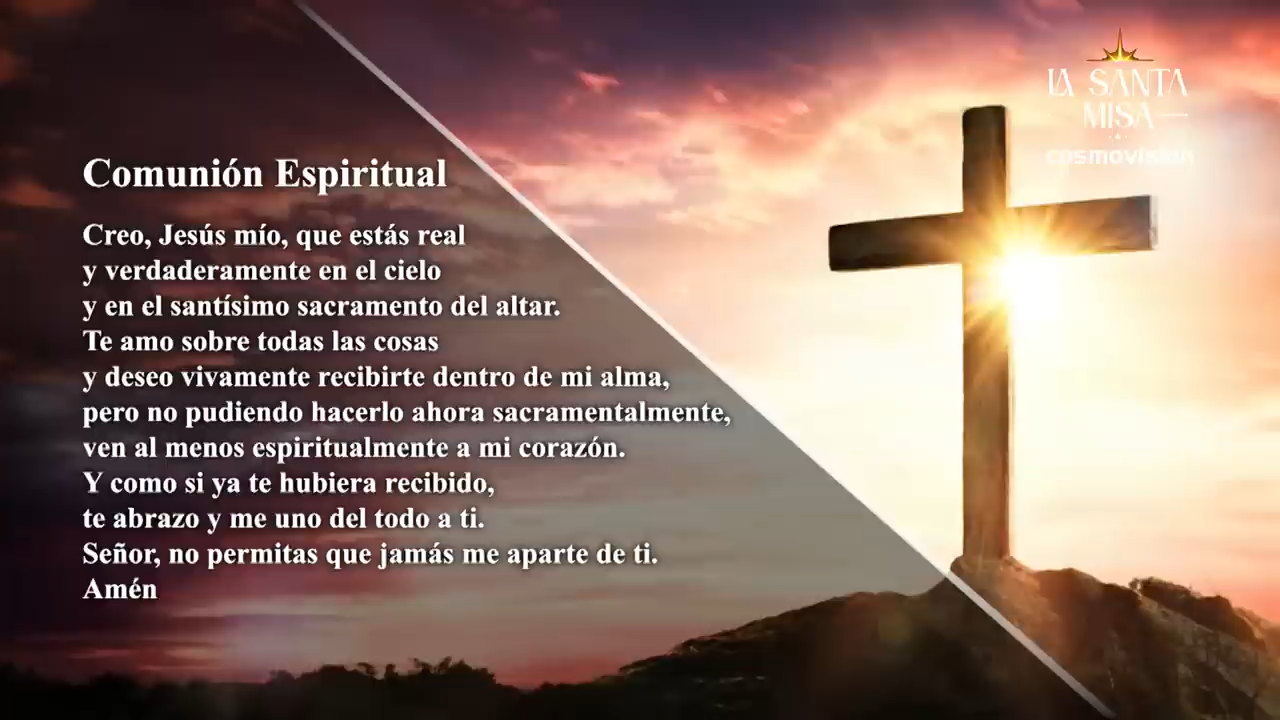 LA SANTA
MISA
cosmovisión
Comunión Espiritual
Creo, Jesús mío, que estás real
y verdaderamente en el cielo
y en el santísimo sacramento del altar.
Te amo sobre todas las cosas
y deseo vivamente recibirte dentro de mi alma,
pero no pudiendo hacerlo ahora sacramentalmente,
ven al menos espiritualmente a mi corazón.
Y como si ya te hubiera recibido,
te abrazo y me uno del todo a ti.
Señor, no permitas que jamás me aparte de ti.
Amén